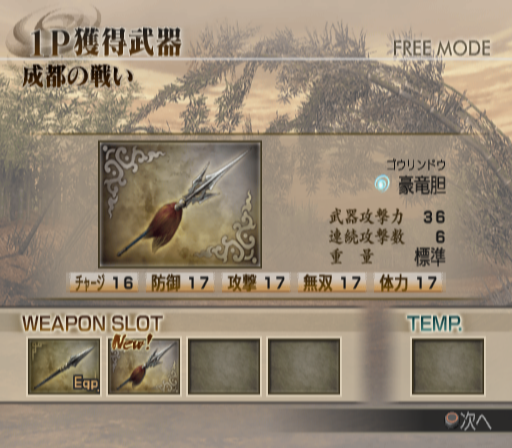 1P獲得武器
FREE MODE
成都の戦い
ゴウリンドウ
豪竜胆
武器攻撃力 36
連続攻撃数 6
重量 標準
チャージ 16 防御 17 攻撃 17 無双 17 体力 17
WEAPON SLOT
TEMP.
New!
Eqp
次へ